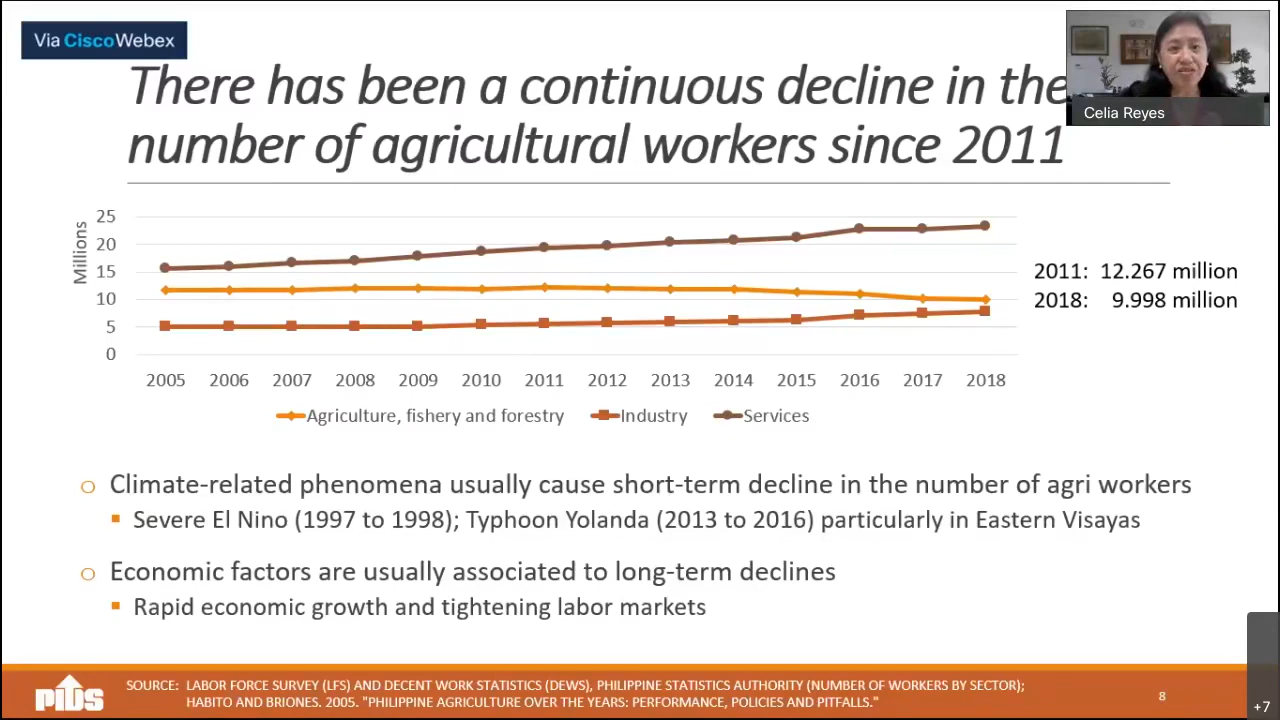 Via Cisco Webex
There has been a continuous decline in the
number of agricultural workers since 2011
Celia Reyes
Millions
25
20
15
10
5
0
2005 2006 2007 2008 2009 2010 2011 2012 2013 2014 2015 2016 2017 2018
Agriculture, fishery and forestry Industry Services
2011: 12.267 million
2018: 9.998 million
o Climate-related phenomena usually cause short-term decline in the number of agri workers
▪ Severe El Nino (1997 to 1998); Typhoon Yolanda (2013 to 2016) particularly in Eastern Visayas
o Economic factors are usually associated to long-term declines
▪ Rapid economic growth and tightening labor markets
PIDS
SOURCE: LABOR FORCE SURVEY (LFS) AND DECENT WORK STATISTICS (DEWS), PHILIPPINE STATISTICS AUTHORITY (NUMBER OF WORKERS BY SECTOR);
HABITO AND BRIONES. 2005. "PHILIPPINE AGRICULTURE OVER THE YEARS: PERFORMANCE, POLICIES AND PITFALLS."
8
+7